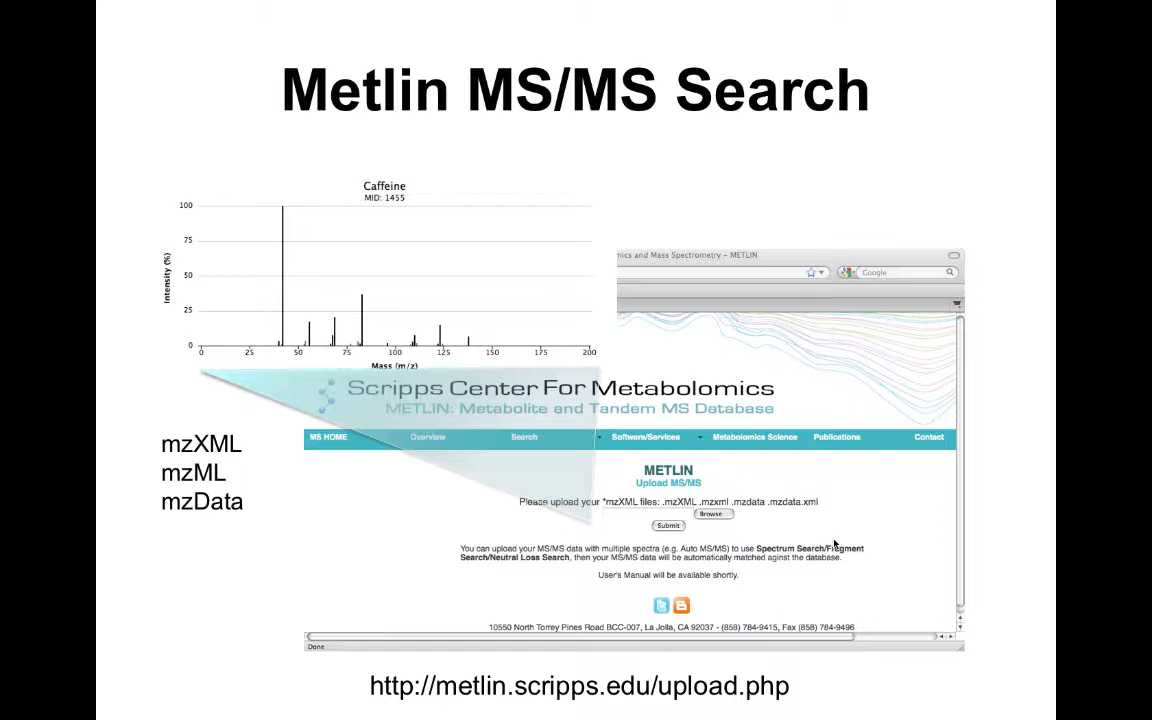 Metlin MS/MS Search
Caffeine
MID: 1455
100
75
50
25
0
Intensity (%)
0 25 50 75 100 125 150 175 200
Mass (m/z)
mics and Mass Spectrometry – METLIN
Google
Scripps Center For Metabolomics
METLIN: Metabolite and Tandem MS Database
MS HOME Overview Search Software/Services Metabolomics Science Publications Contact
mzXML
mzML
mzData
METLIN
Upload MS/MS
Please upload your *mzXML files: .mzXML .mzxml .mzdata .mzdata.xml
Browse...
Submit
You can upload your MS/MS data with multiple spectra (e.g. Auto MS/MS) to use Spectrum Search/Fragment
Search/Neutral Loss Search, then your MS/MS data will be automatically matched aginst the database.
User's Manual will be available shortly.
10550 North Torrey Pines Road BCC-007, La Jolla, CA 92037 - (858) 784-9415, Fax (858) 784-9496
Done
http://metlin.scripps.edu/upload.php